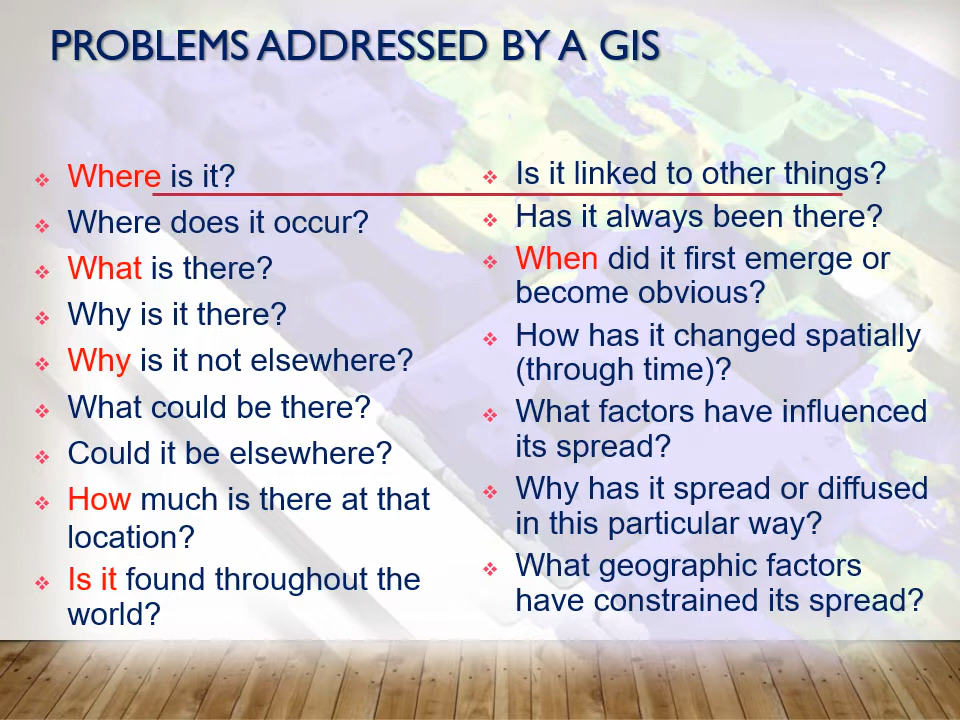 PROBLEMS ADDRESSED BY A GIS
Where is it?
Where does it occur?
What is there?
Why is it there?
Why is it not elsewhere?
What could be there?
Could it be elsewhere?
How much is there at that
location?
Is it found throughout the
world?
Is it linked to other things?
Has it always been there?
When did it first emerge or
become obvious?
How has it changed spatially
(through time)?
What factors have influenced
its spread?
Why has it spread or diffused
in this particular way?
What geographic factors
have constrained its spread?